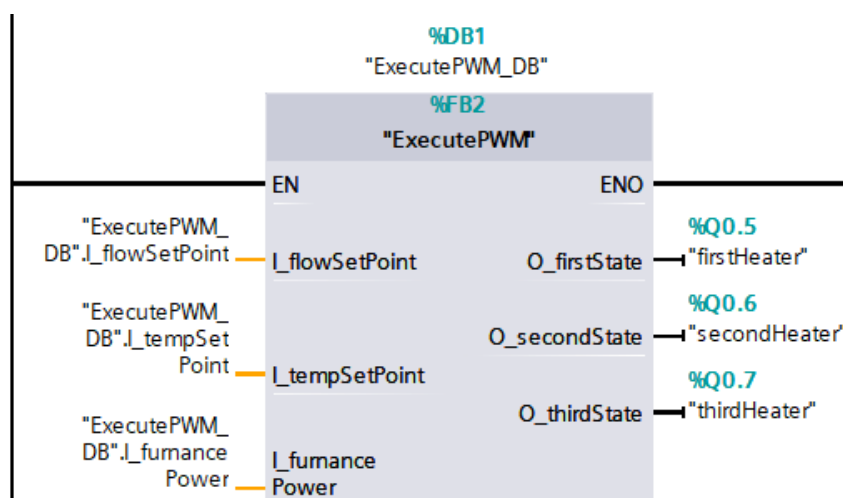 %DB1
"ExecutePWM_DB"
%FB2
"ExecutePWM"
EN
ENO
"ExecutePWM_
DB".I_flowSetPoint
I_flowSetPoint
O_firstState
%Q0.5
"firstHeater"
"ExecutePWM_
DB".I_tempSet
Point
I_tempSetPoint
O_secondState
%Q0.6
"secondHeater"
O_thirdState
%Q0.7
"thirdHeater"
"ExecutePWM_
DB".I_furnance
Power
I_furnance
Power